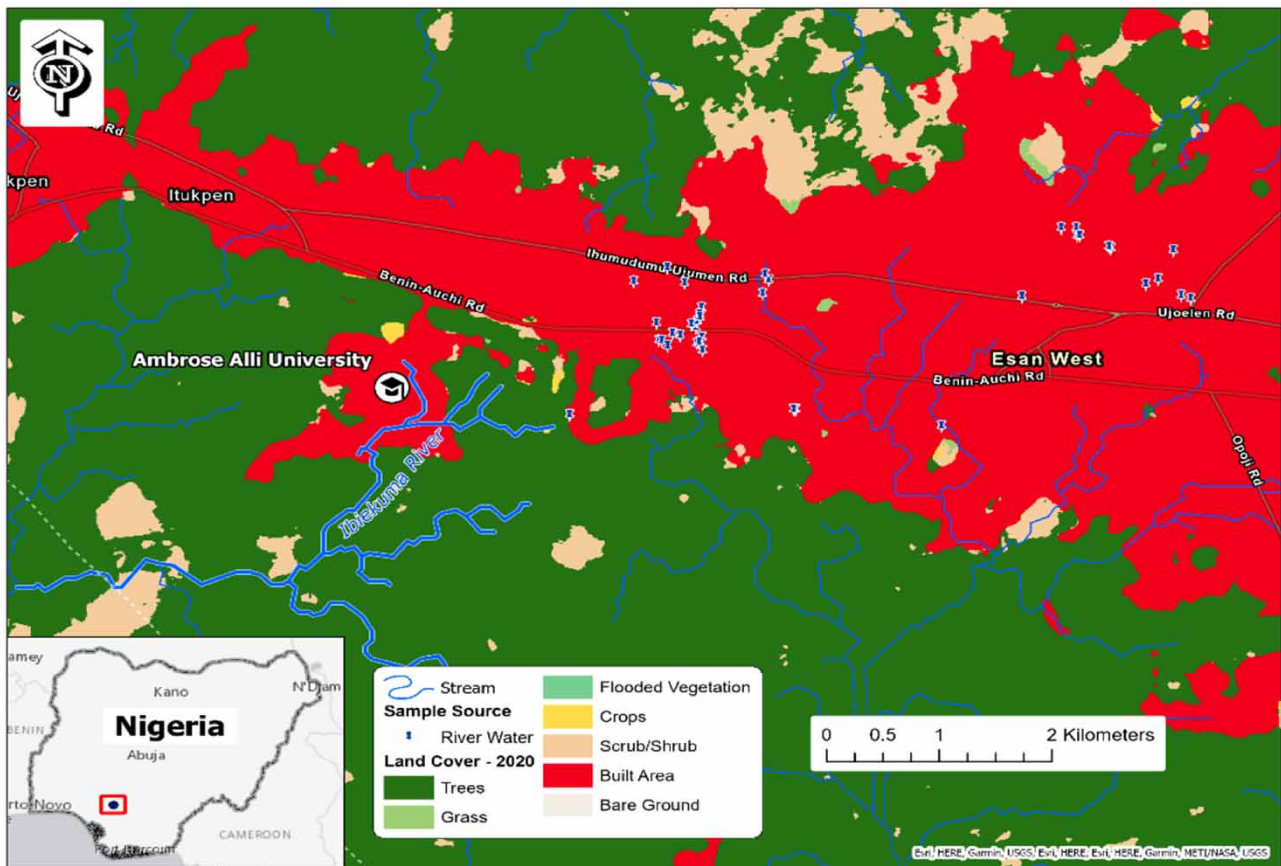 N
Rd
kpen
Itukpen
Ihumudumu-Ujumen Rd
Benin-Auchi Rd
Ujoelen Rd
Ambrose Alli University
Esan West
Benin-Auchi Rd
Opoji Rd
Ibiekuma River
amey
Kano
N'Djam
BENIN
Nigeria
Abuja
rto-Novo
Port Harcourt
CAMEROON
Stream
Sample Source
River Water
Land Cover - 2020
Trees
Grass
Flooded Vegetation
Crops
Scrub/Shrub
Built Area
Bare Ground
0 0.5 1 2 Kilometers
Esri, HERE, Garmin, USGS, Esri, HERE, Esri, HERE, Garmin, METI/NASA, USGS